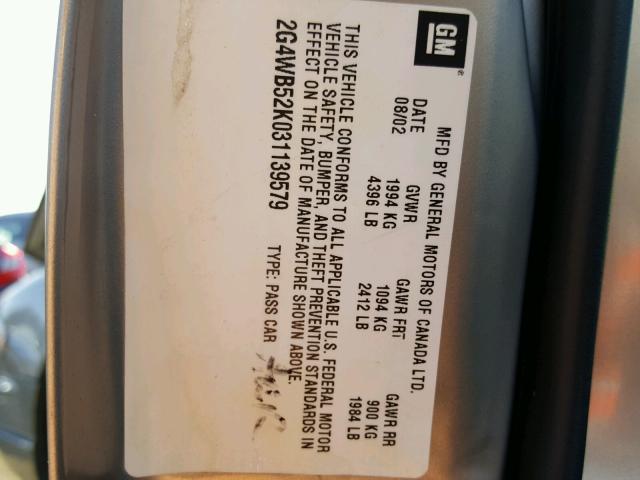 GM
MFD BY GENERAL MOTORS OF CANADA LTD.
DATE GVWR GAWR FRT GAWR RR
08/02 1994 KG 1094 KG 900 KG
4396 LB 2412 LB 1984 LB
THIS VEHICLE CONFORMS TO ALL APPLICABLE U.S. FEDERAL MOTOR
VEHICLE SAFETY, BUMPER, AND THEFT PREVENTION STANDARDS IN
EFFECT ON THE DATE OF MANUFACTURE SHOWN ABOVE.
2G4WB52K031139579 TYPE: PASS CAR